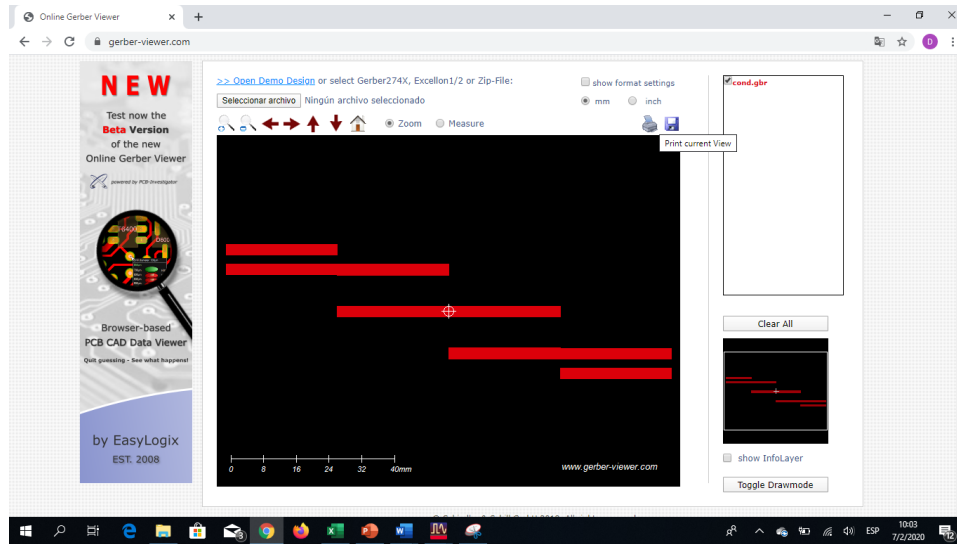 Online Gerber Viewer
gerber-viewer.com
D
NEW
Test now the
Beta Version
of the new
Online Gerber Viewer
powered by PCB-Investigator
Browser-based
PCB CAD Data Viewer
Quit guessing - See what happens!
by EasyLogix
EST. 2008
>> Open Demo Design or select Gerber274X, Excellon1/2 or Zip-File:
Seleccionar archivo Ningún archivo seleccionado
show format settings
mm inch
Zoom Measure
Print current View
0 8 16 24 32 40mm
www.gerber-viewer.com
cond.gbr
Clear All
show InfoLayer
Toggle Drawmode
ESP
10:03
7/2/2020